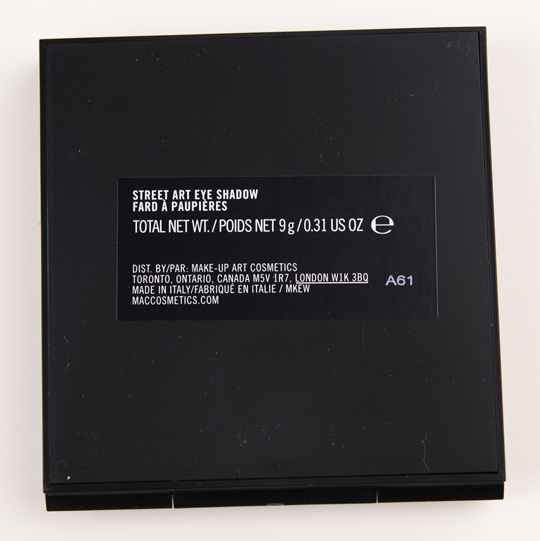 STREET ART EYE SHADOW
FARD À PAUPIÈRES
TOTAL NET WT./POIDS NET 9g/0.31 US OZ ℮
DIST. BY/PAR: MAKE-UP ART COSMETICS
TORONTO, ONTARIO, CANADA M5V 1R7, LONDON W1K 3BQ
MADE IN ITALY/FABRIQUÉ EN ITALIE / MKEW
MACCOSMETICS.COM
A61